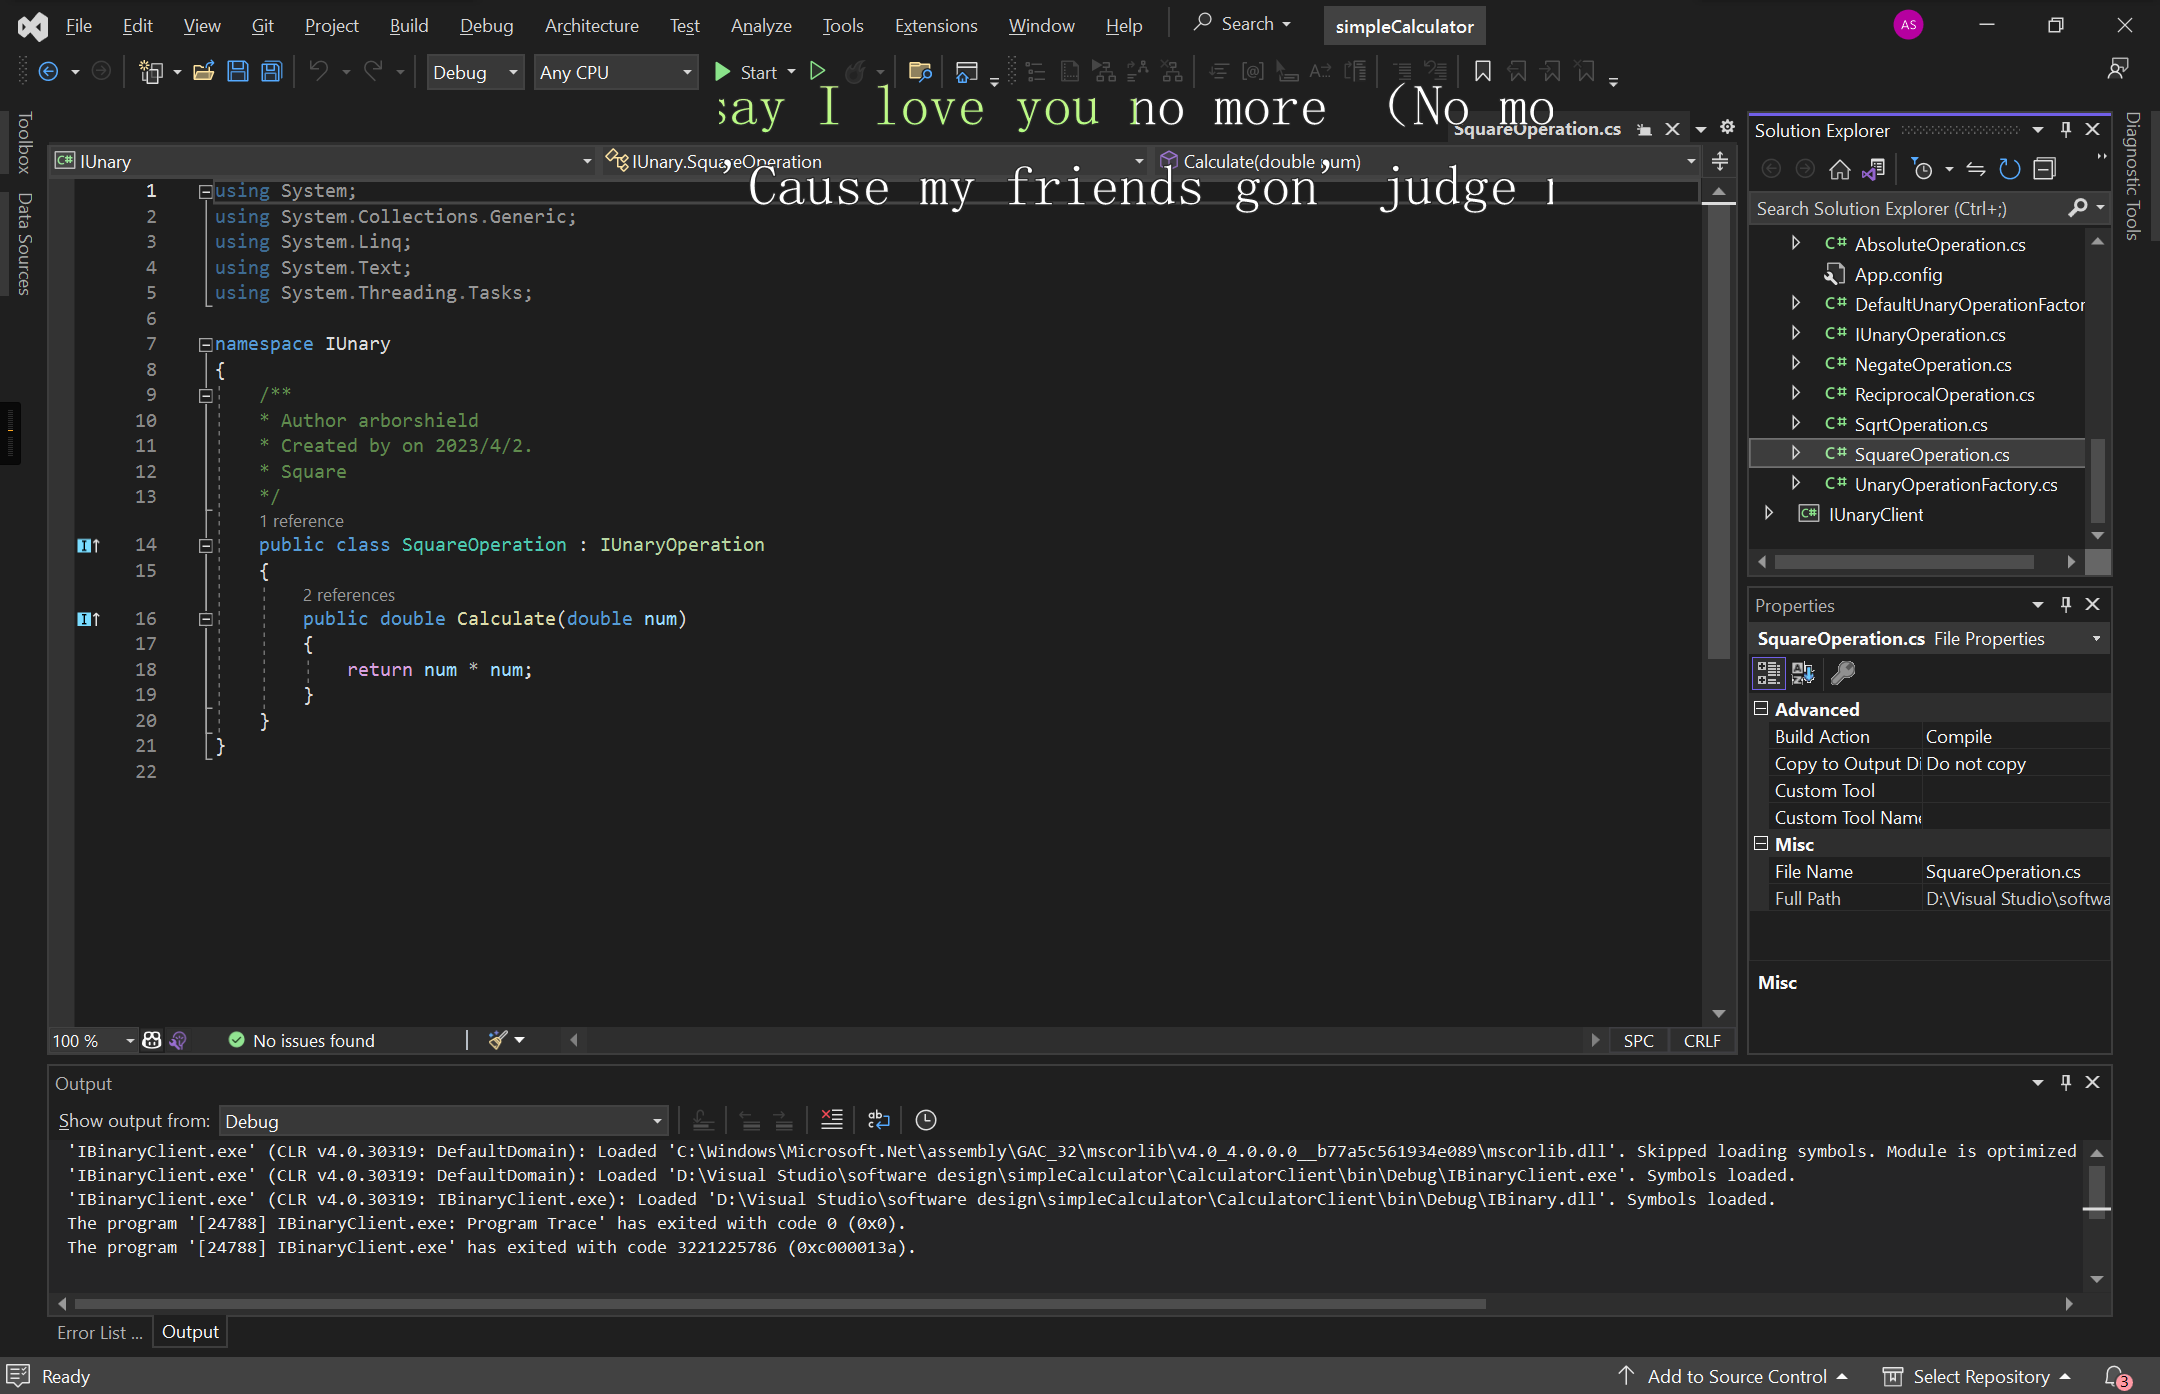 File Edit View Git Project Build Debug Architecture Test Analyze Tools Extensions Window Help Search simpleCalculator AS
Debug Any CPU Start
say I love you no more （No mo
SquareOperation.cs
IUnary IUnary.SquareOperation Calculate(double num)
'Cause my friends gon' judge
Toolbox
Data Sources
1 using System;
2 using System.Collections.Generic;
3 using System.Linq;
4 using System.Text;
5 using System.Threading.Tasks;
6
7 namespace IUnary
8 {
9 /**
10 * Author arborshield
11 * Created by on 2023/4/2.
12 * Square
13 */
1 reference
14 public class SquareOperation : IUnaryOperation
15 {
2 references
16 public double Calculate(double num)
17 {
18 return num * num;
19 }
20 }
21 }
22
100 % No issues found SPC CRLF
Solution Explorer
Search Solution Explorer (Ctrl+;)
C# AbsoluteOperation.cs
App.config
C# DefaultUnaryOperationFactor
C# IUnaryOperation.cs
C# NegateOperation.cs
C# ReciprocalOperation.cs
C# SqrtOperation.cs
C# SquareOperation.cs
C# UnaryOperationFactory.cs
C# IUnaryClient
Diagnostic Tools
Properties
SquareOperation.cs File Properties
Advanced
Build Action Compile
Copy to Output Di Do not copy
Custom Tool
Custom Tool Name
Misc
File Name SquareOperation.cs
Full Path D:\Visual Studio\softwa
Misc
Output
Show output from: Debug
'IBinaryClient.exe' (CLR v4.0.30319: DefaultDomain): Loaded 'C:\Windows\Microsoft.Net\assembly\GAC_32\mscorlib\v4.0_4.0.0.0__b77a5c561934e089\mscorlib.dll'. Skipped loading symbols. Module is optimized
'IBinaryClient.exe' (CLR v4.0.30319: DefaultDomain): Loaded 'D:\Visual Studio\software design\simpleCalculator\CalculatorClient\bin\Debug\IBinaryClient.exe'. Symbols loaded.
'IBinaryClient.exe' (CLR v4.0.30319: IBinaryClient.exe): Loaded 'D:\Visual Studio\software design\simpleCalculator\CalculatorClient\bin\Debug\IBinary.dll'. Symbols loaded.
The program '[24788] IBinaryClient.exe: Program Trace' has exited with code 0 (0x0).
The program '[24788] IBinaryClient.exe' has exited with code 3221225786 (0xc000013a).
Error List ... Output
Ready Add to Source Control Select Repository 3